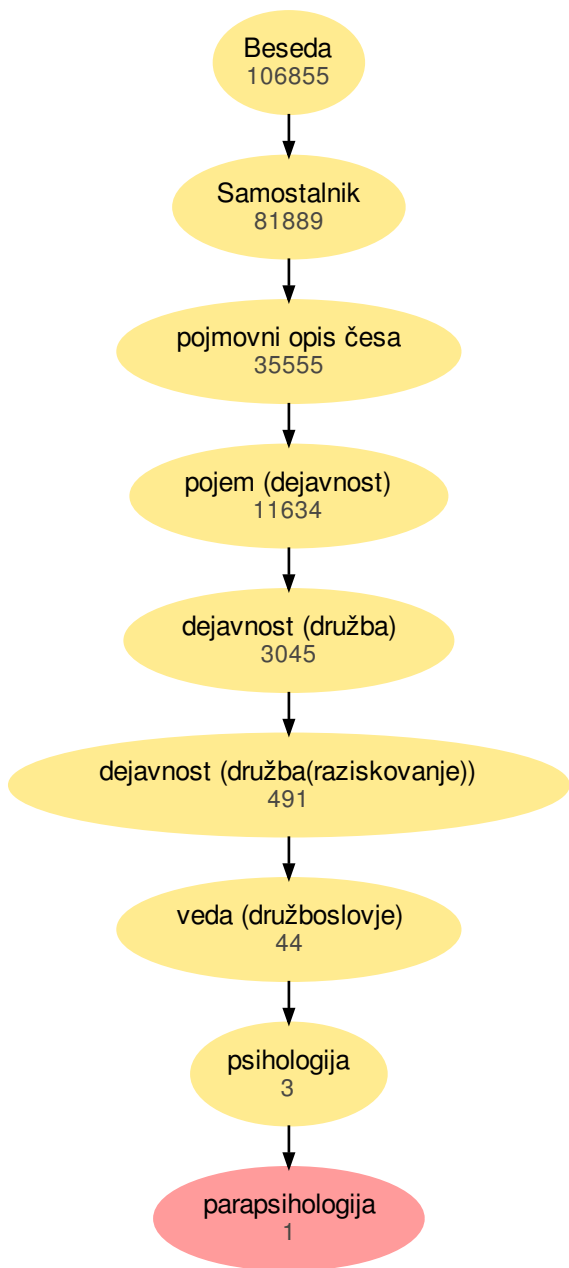 Beseda
106855
Samostalnik
81889
pojmovni opis česa
35555
pojem (dejavnost)
11634
dejavnost (družba)
3045
dejavnost (družba(raziskovanje))
491
veda (družboslovje)
44
psihologija
3
parapsihologija
1